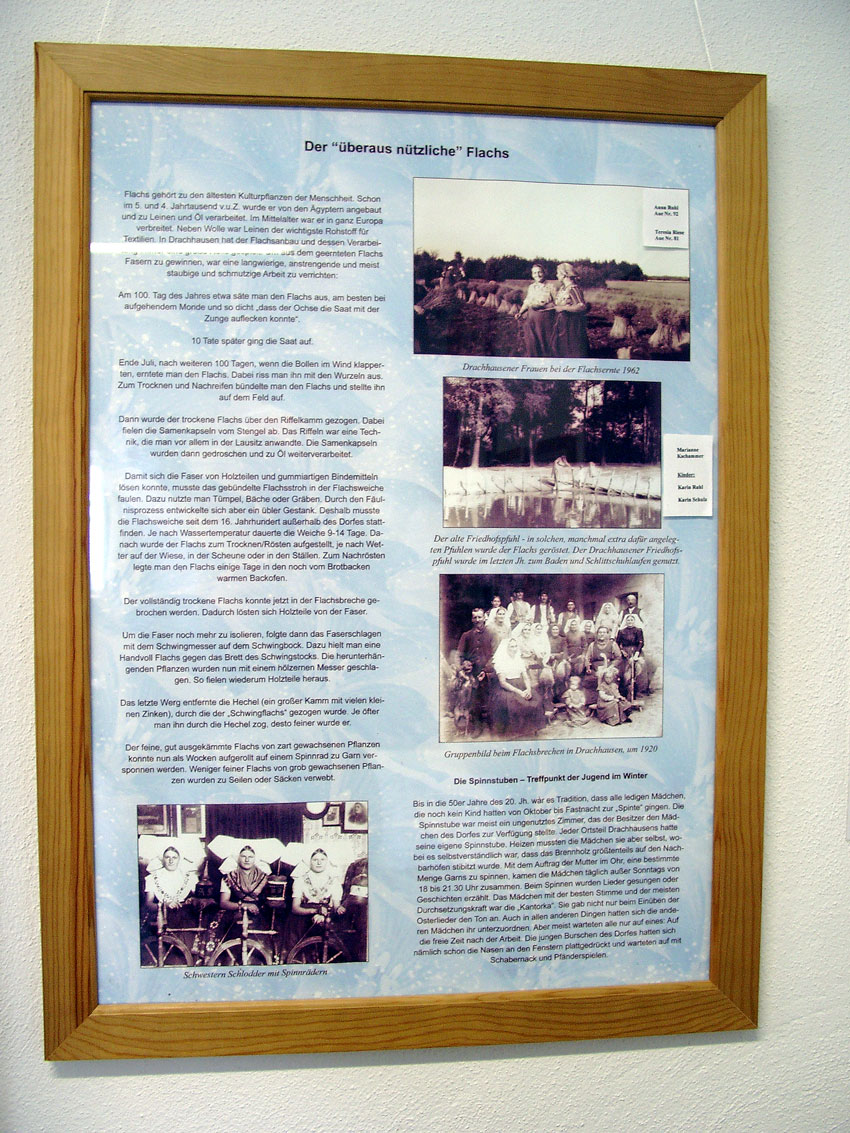 Der "überaus nützliche" Flachs
Flachs gehört zu den ältesten Kulturpflanzen der Menschheit. Schon
im 5. und 4. Jahrtausend v.u.Z. wurde er von den Ägyptern angebaut
und zu Leinen und Öl verarbeitet. Im Mittelalter war er in ganz Europa
verbreitet. Neben Wolle war Leinen der wichtigste Rohstoff für
Textilien. In Drachhausen hat der Flachsanbau und dessen Verarbei-
aus dem geernteten Flachs
Fasern zu gewinnen, war eine langwierige, anstrengende und meist
staubige und schmutzige Arbeit zu verrichten:
Am 100. Tag des Jahres etwa säte man den Flachs aus, am besten bei
aufgehendem Monde und so dicht „dass der Ochse die Saat mit der
Zunge auflecken konnte".
10 Tate später ging die Saat auf.
Ende Juli, nach weiteren 100 Tagen, wenn die Bollen im Wind klapper-
ten, erntete man den Flachs. Dabei riss man ihn mit den Wurzeln aus.
Zum Trocknen und Nachreifen bündelte man den Flachs und stellte ihn
auf dem Feld auf.
Dann wurde der trockene Flachs über den Riffelkamm gezogen. Dabei
fielen die Samenkapseln vom Stengel ab. Das Riffeln war eine Tech-
nik, die man vor allem in der Lausitz anwandte. Die Samenkapseln
wurden dann gedroschen und zu Öl weiterverarbeitet.
Damit sich die Faser von Holzteilen und gummiartigen Bindemitteln
lösen konnte, musste das gebündelte Flachsstroh in der Flachsweiche
faulen. Dazu nutzte man Tümpel, Bäche oder Gräben. Durch den Fäul-
nisprozess entwickelte sich aber ein übler Gestank. Deshalb musste
die Flachsweiche seit dem 16. Jahrhundert außerhalb des Dorfes statt-
finden. Je nach Wassertemperatur dauerte die Weiche 9-14 Tage. Da-
nach wurde der Flachs zum Trocknen/Rösten aufgestellt, je nach Wet-
ter auf der Wiese, in der Scheune oder in den Ställen. Zum Nachrösten
legte man den Flachs einige Tage in den noch vom Brotbacken
warmen Backofen.
Der vollständig trockene Flachs konnte jetzt in der Flachsbreche ge-
brochen werden. Dadurch lösten sich Holzteile von der Faser.
Um die Faser noch mehr zu isolieren, folgte dann das Faserschlagen
mit dem Schwingmesser auf dem Schwingbock. Dazu hielt man eine
Handvoll Flachs gegen das Brett des Schwingstocks. Die herunterhän-
genden Pflanzen wurden nun mit einem hölzernen Messer geschla-
gen. So fielen wiederum Holzteile heraus.
Das letzte Werg entfernte die Hechel (ein großer Kamm mit vielen klei-
nen Zinken), durch die der „Schwingflachs" gezogen wurde. Je öfter
man ihn durch die Hechel zog, desto feiner wurde er.
Der feine, gut ausgekämmte Flachs von zart gewachsenen Pflanzen
konnte nun als Wocken aufgerollt auf einem Spinnrad zu Garn ver-
sponnen werden. Weniger feiner Flachs von grob gewachsenen Pflan-
zen wurden zu Seilen oder Säcken verwebt.
Schwestern Schlodder mit Spinnrädern
Anna Ruhl
Aue Nr. 92
Teresia Riese
Aue Nr. 81
Drachhausener Frauen bei der Flachsernte 1962
Marianne
Kschammer
Kinder:
Karin Ruhl
Karin Schulz
Der alte Friedhofspfuhl - in solchen, manchmal extra dafür angeleg-
ten Pfuhlen wurde der Flachs geröstet. Der Drachhausener Friedhofs-
pfuhl wurde im letzten Jh. zum Baden und Schlittschuhlaufen genutzt.
Gruppenbild beim Flachsbrechen in Drachhausen, um 1920
Die Spinnstuben – Treffpunkt der Jugend im Winter
Bis in die 50er Jahre des 20. Jh. war es Tradition, dass alle ledigen Mädchen,
die noch kein Kind hatten von Oktober bis Fastnacht zur „Spinte" gingen. Die
Spinnstube war meist ein ungenutztes Zimmer, das der Besitzer den Mäd-
chen des Dorfes zur Verfügung stellte. Jeder Ortsteil Drachhausens hatte
seine eigene Spinnstube. Heizen mussten die Mädchen sie aber selbst, wo-
bei es selbstverständlich war, dass das Brennholz größtenteils auf den Nach-
barhöfen stibitzt wurde. Mit dem Auftrag der Mutter im Ohr, eine bestimmte
Menge Garns zu spinnen, kamen die Mädchen täglich außer Sonntags von
18 bis 21.30 Uhr zusammen. Beim Spinnen wurden Lieder gesungen oder
Geschichten erzählt. Das Mädchen mit der besten Stimme und der meisten
Durchsetzungskraft war die „Kantorka". Sie gab nicht nur beim Einüben der
Osterlieder den Ton an. Auch in allen anderen Dingen hatten sich die ande-
ren Mädchen ihr unterzuordnen. Aber meist warteten alle nur auf eines: Auf
die freie Zeit nach der Arbeit. Die jungen Burschen des Dorfes hatten sich
nämlich schon die Nasen an den Fenstern plattgedrückt und warteten auf mit
Schabernack und Pfänderspielen.